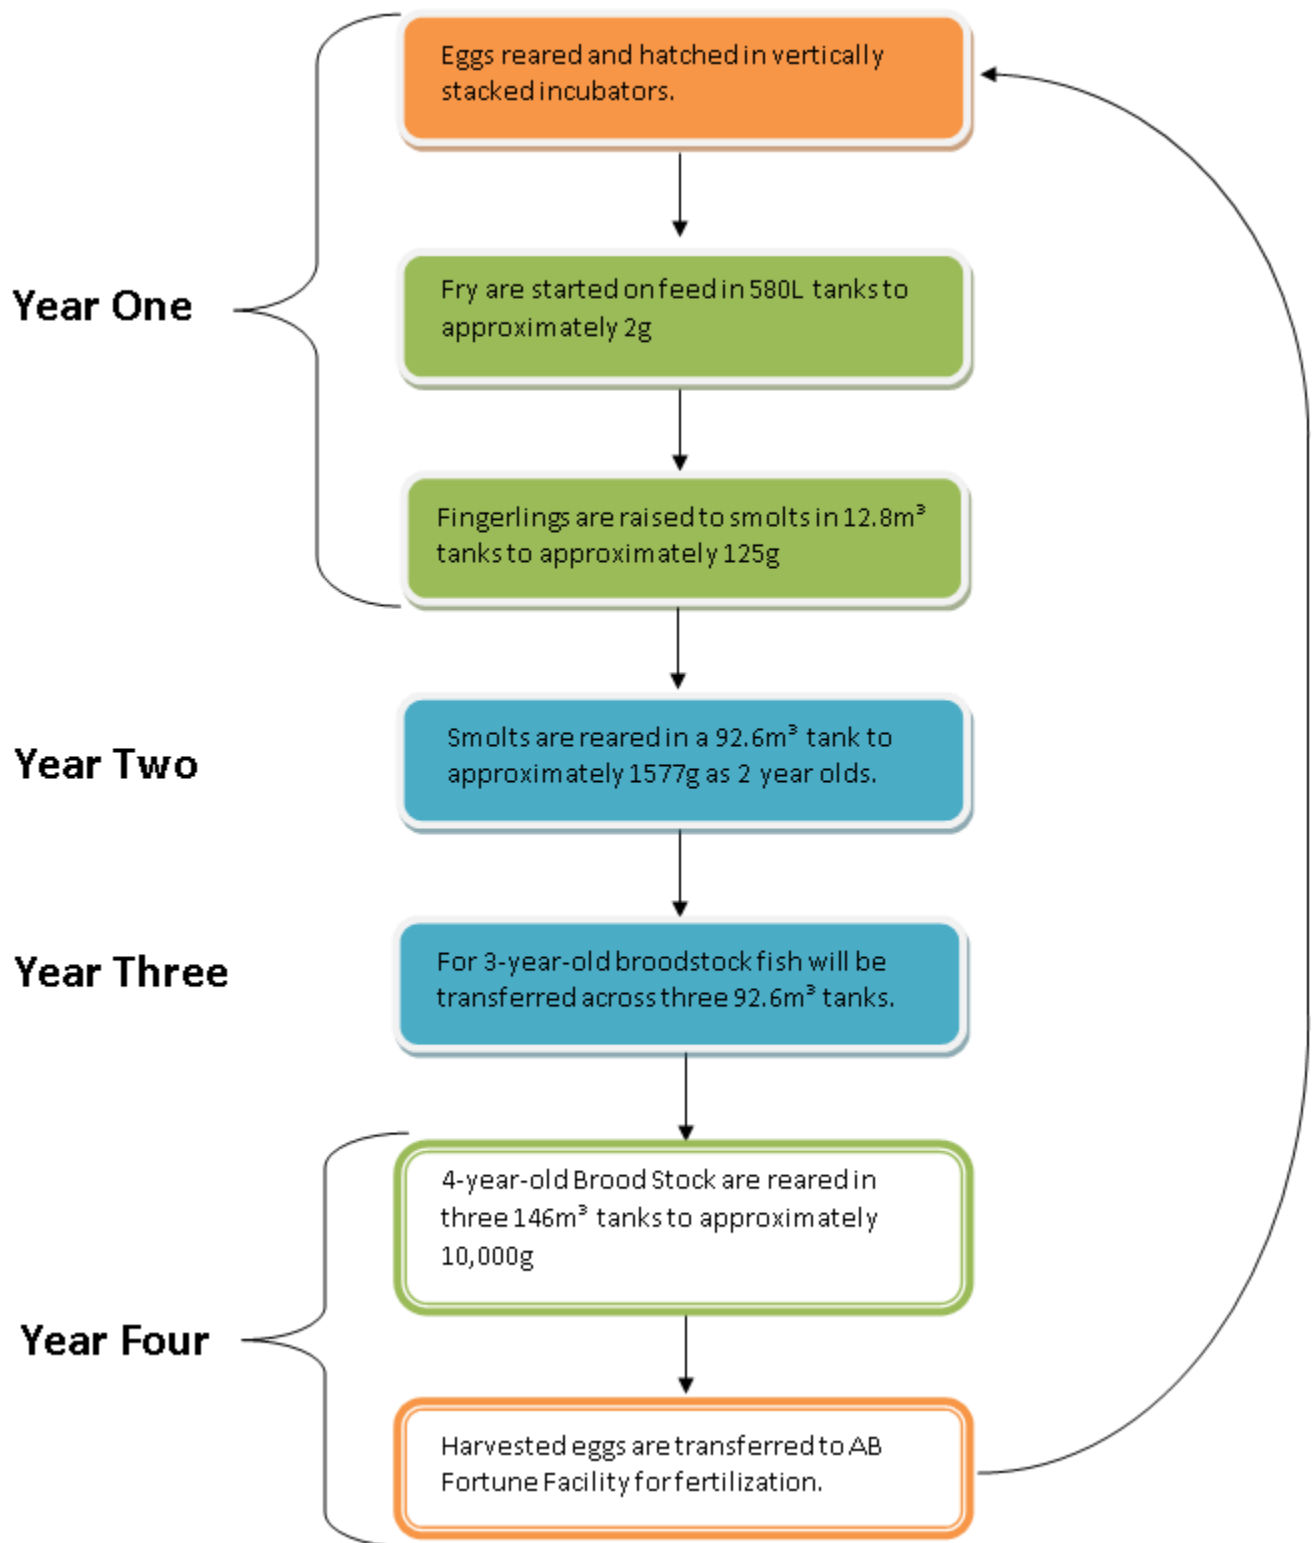 Eggs reared and hatched in vertically
stacked incubators.
Year One
Fry are started on feed in 580L tanks to
approximately 2g
Fingerlings are raised to smolts in 12.8m³
tanks to approximately 125g
Year Two
Smolts are reared in a 92.6m³ tank to
approximately 1577g as 2 year olds.
Year Three
For 3-year-old broodstock fish will be
transferred across three 92.6m³ tanks.
Year Four
4-year-old Brood Stock are reared in
three 146m³ tanks to approximately
10,000g
Harvested eggs are transferred to AB
Fortune Facility for fertilization.